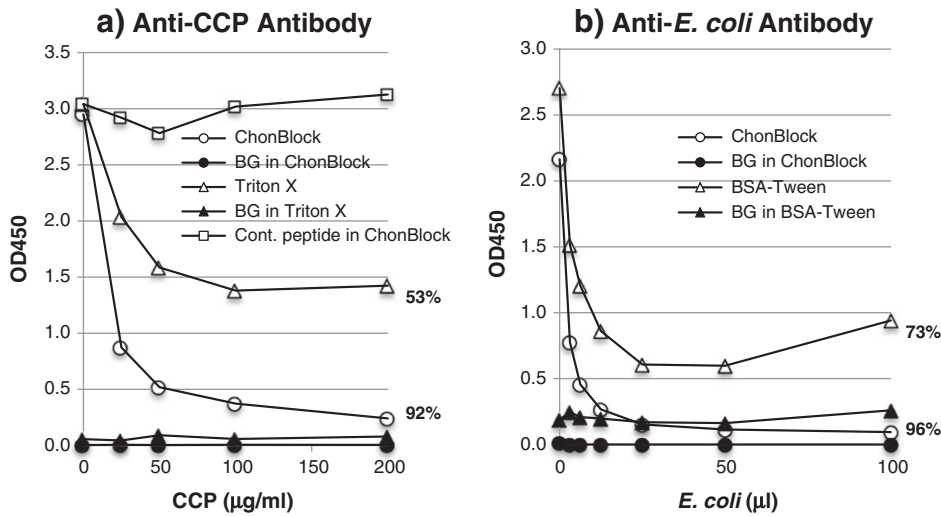 a) Anti-CCP Antibody
3.5
3.0
2.5
2.0
1.5
1.0
0.5
0.0
OD450
ChonBlock
BG in ChonBlock
Triton X
BG in Triton X
Cont. peptide in ChonBlock
53%
92%
0
50
100
150
200
CCP (μg/ml)
b) Anti-E. coli Antibody
3.0
2.5
2.0
1.5
1.0
0.5
0.0
OD450
ChonBlock
BG in ChonBlock
BSA-Tween
BG in BSA-Tween
73%
96%
0
50
100
E. coli (μl)